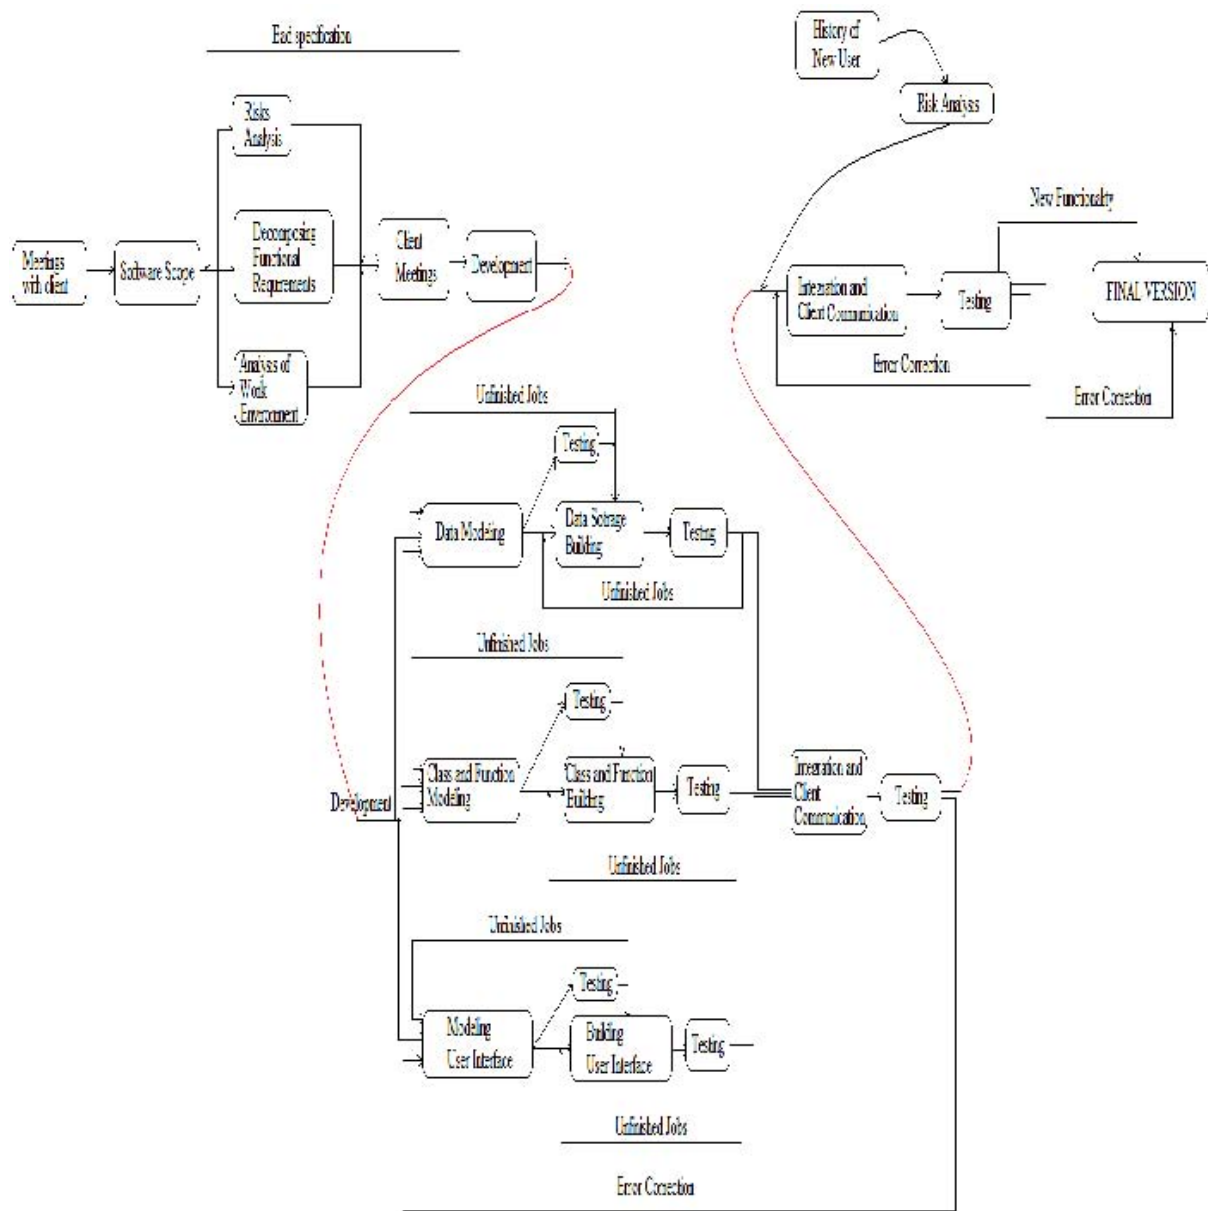 Bad specification
Risks
Analysis
Meetings
with client
Software Scope
Decomposing
Functional
Requirements
Client
Meetings
Development
Analysis of
Work
Environment
History of
New User
Risk Analysis
New Functionality
Integration and
Client Communication
Testing
FINAL VERSION
Error Correction
Error Correction
Unfinished Jobs
Testing
Data Modeling
Data Sotrage
Building
Testing
Unfinished Jobs
Unfinished Jobs
Testing
Development
Class and Function
Modeling
Class and Function
Building
Testing
Integration and
Client
Communication
Testing
Unfinished Jobs
Unfinished Jobs
Testing
Modeling
User Interface
Building
User Interface
Testing
Unfinished Jobs
Error Correction